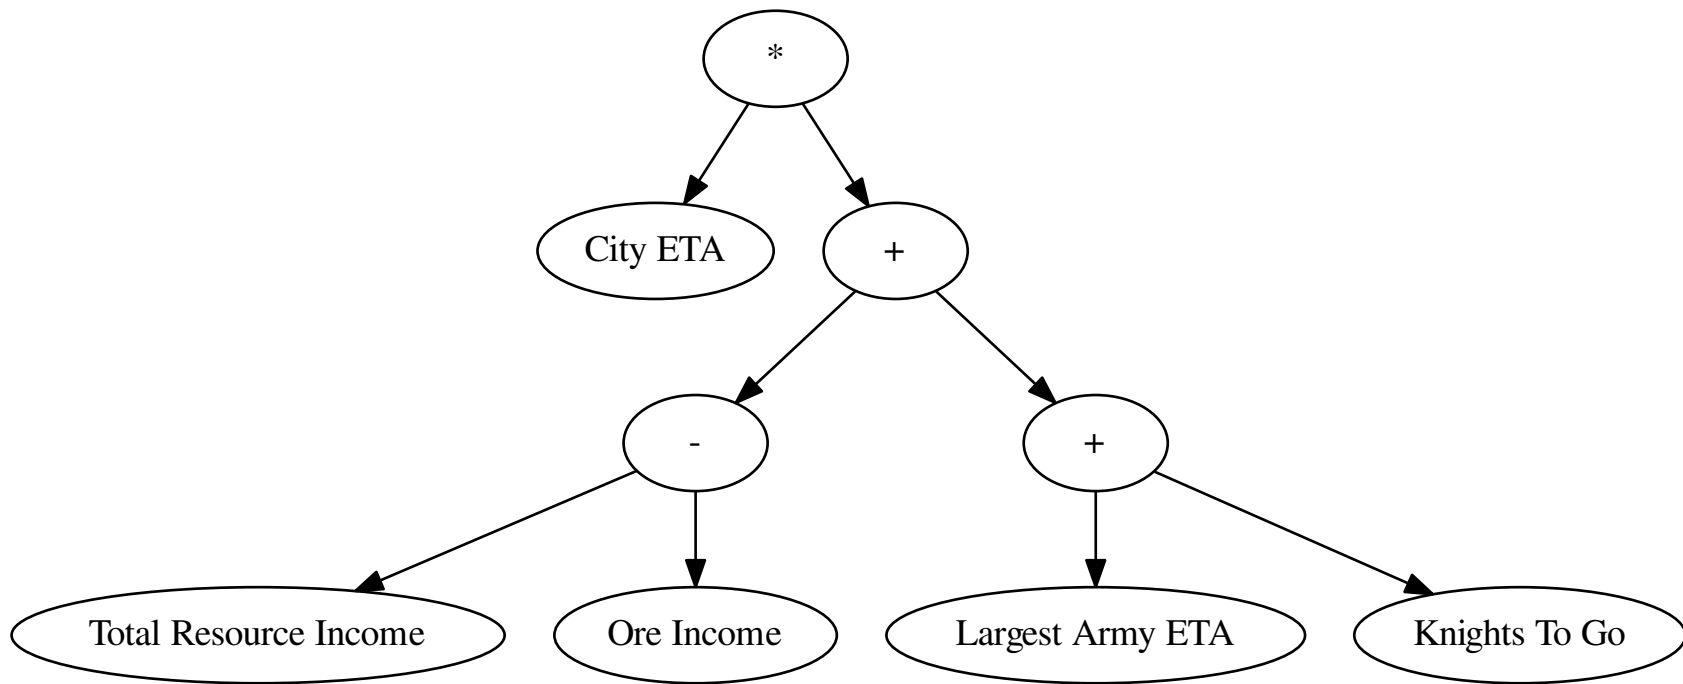 *
City ETA
+
-
+
Total Resource Income
Ore Income
Largest Army ETA
Knights To Go